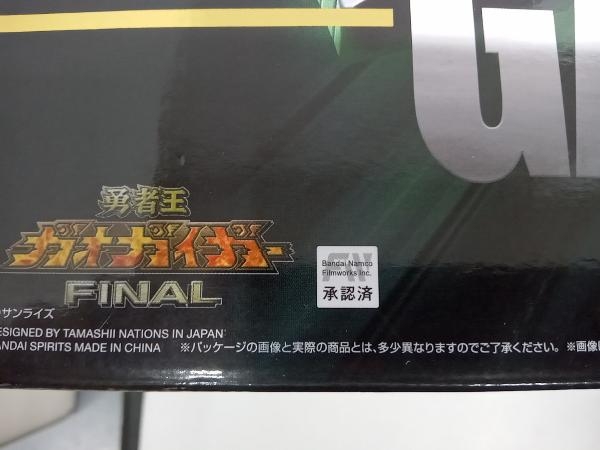 G
勇者王
ガオガイガー
FINAL
Bandai Namco
Filmworks Inc.
承認済
サンライズ
DESIGNED BY TAMASHII NATIONS IN JAPAN
BANDAI SPIRITS MADE IN CHINA ※パッケージの画像と実際の商品とは、多少異なりますのでご了承ください。 ※画像は